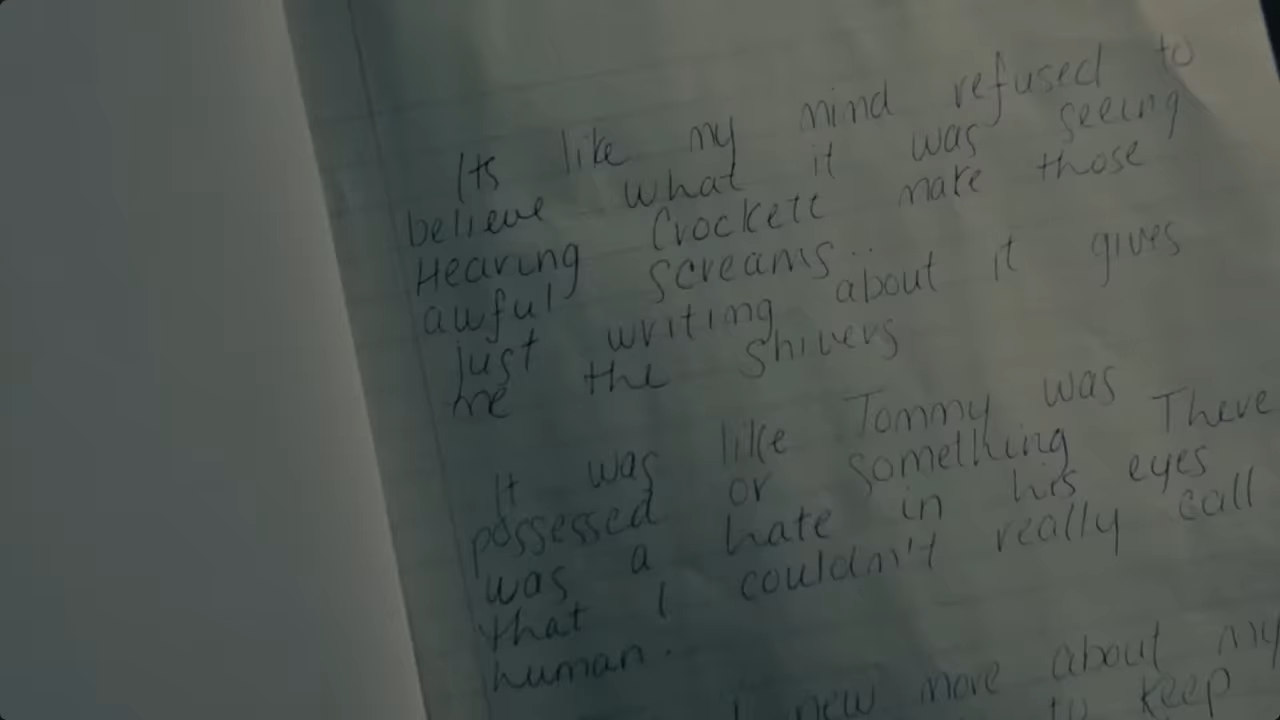 Its like my mind refused to
believe what it was seeing
Hearing Crockett make those
awful screams...
just writing about it gives
me the shivers
It was like Tommy was
possessed or something There
was a hate in his eyes
that I couldn't really call
human.
I new more about my
to keep